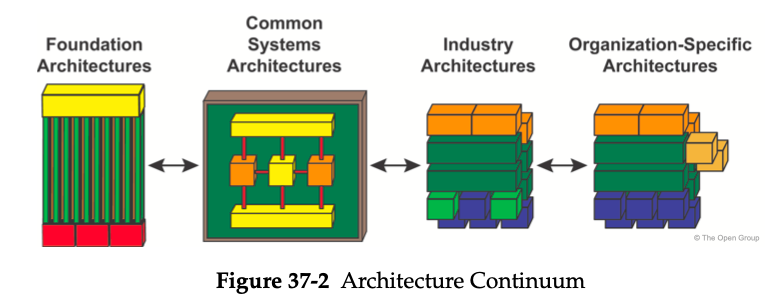 Foundation
Architectures
Common
Systems
Architectures
Industry
Architectures
Organization-Specific
Architectures
© The Open Group
Figure 37-2 Architecture Continuum